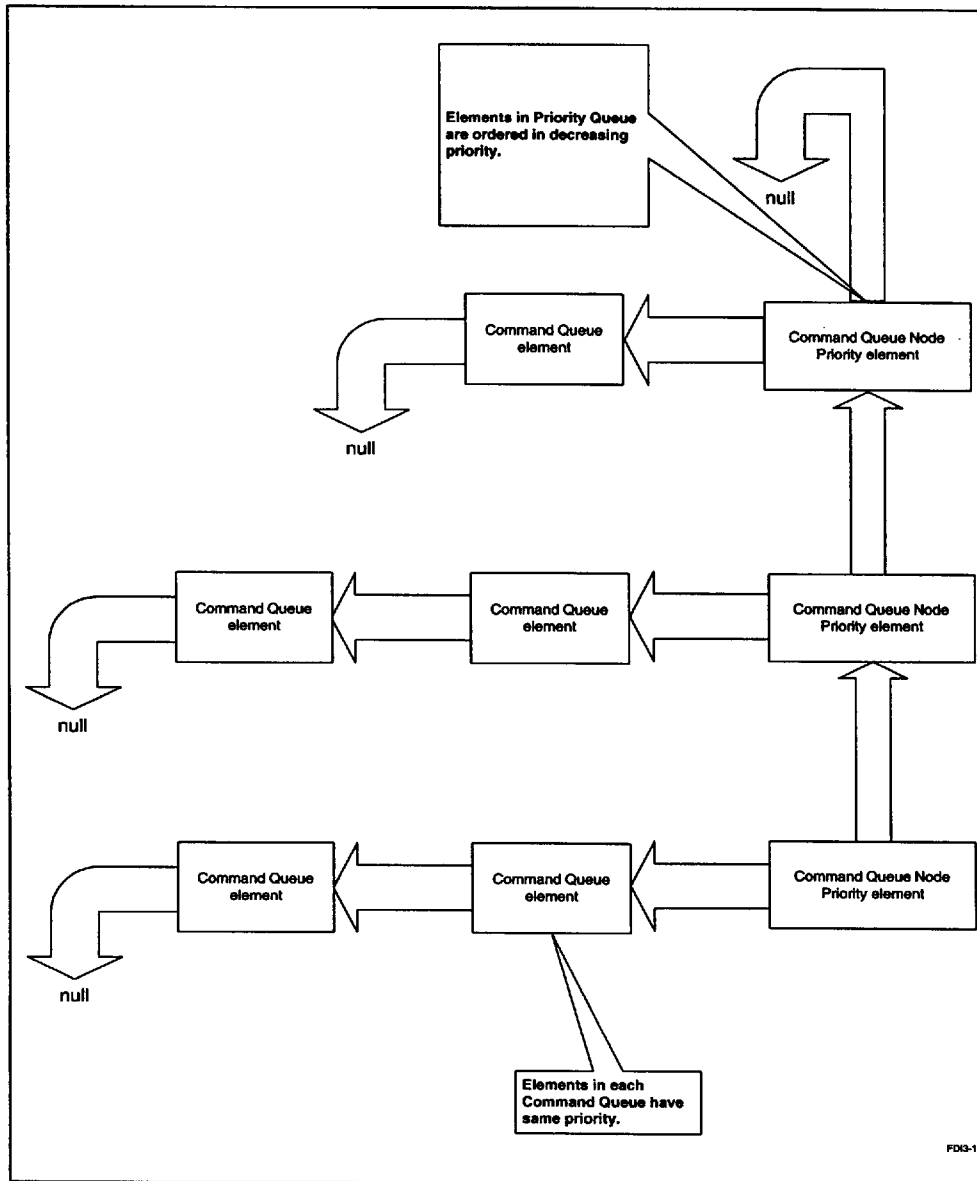 Elements in Priority Queue
are ordered in decreasing
priority.
null
Command Queue
element
Command Queue Node
Priority element
null
Command Queue
element
Command Queue
element
Command Queue Node
Priority element
null
Command Queue
element
Command Queue
element
Command Queue Node
Priority element
null
Elements in each
Command Queue have
same priority.
FDI3-1